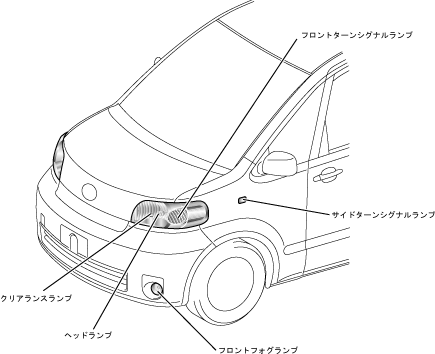 フロントターンシグナルランプ
サイドターンシグナルランプ
クリアランスランプ
ヘッドランプ
フロントフォグランプ